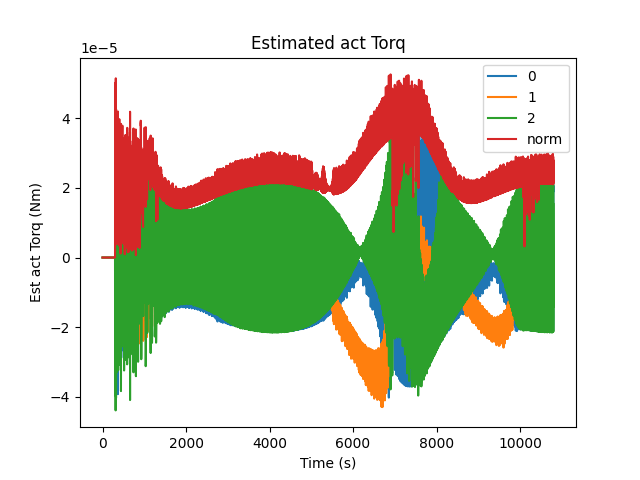 Estimated act Torq
1e−5
0
1
2
norm
4
2
0
−2
−4
Est act Torq (Nm)
0
2000
4000
6000
8000
10000
Time (s)